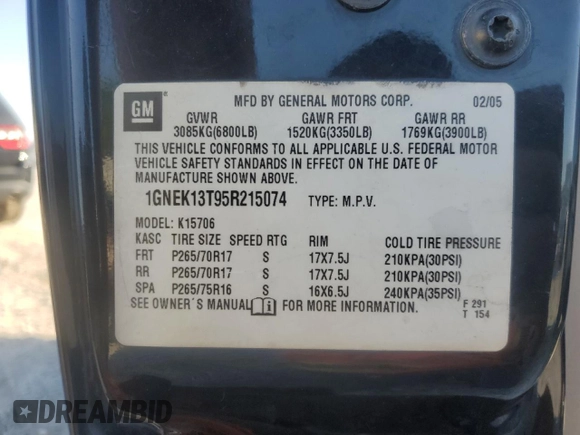 GM
MFD BY GENERAL MOTORS CORP. 02/05
GVWR GAWR FRT GAWR RR
3085KG(6800LB) 1520KG(3350LB) 1769KG(3900LB)
THIS VEHICLE CONFORMS TO ALL APPLICABLE U.S. FEDERAL MOTOR
VEHICLE SAFETY STANDARDS IN EFFECT ON THE DATE OF
MANUFACTURE SHOWN ABOVE.
1GNEK13T95R215074 TYPE: M.P.V.
MODEL: K15706
KASC TIRE SIZE SPEED RTG RIM COLD TIRE PRESSURE
FRT P265/70R17 S 17X7.5J 210KPA(30PSI)
RR P265/70R17 S 17X7.5J 210KPA(30PSI)
SPA P265/75R16 S 16X6.5J 240KPA(35PSI)
SEE OWNER'S MANUAL FOR MORE INFORMATION.
F 291
T 154
DREAMBID